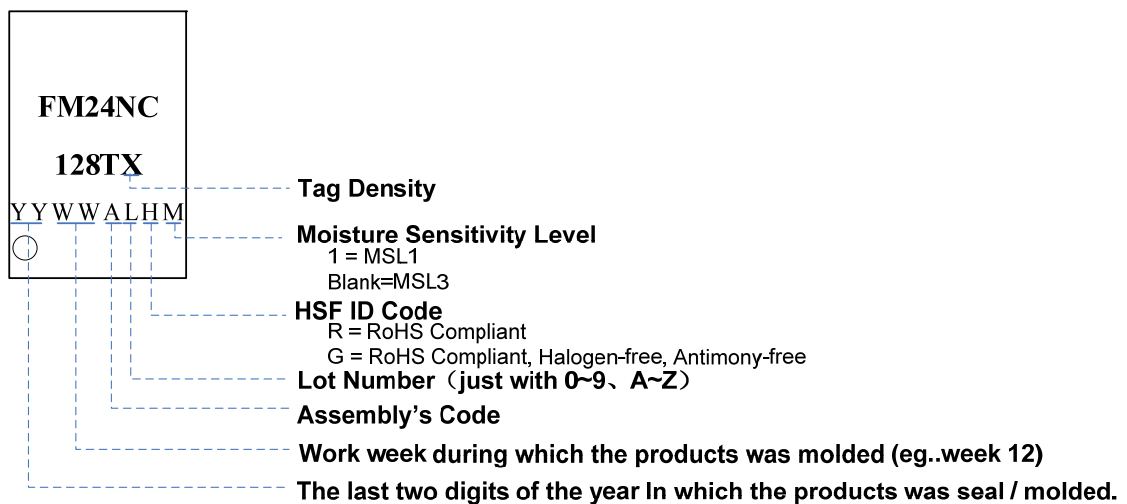 FM24NC
128TX
Tag Density
YYWWALHM
Moisture Sensitivity Level
1 = MSL1
Blank=MSL3
HSF ID Code
R = RoHS Compliant
G = RoHS Compliant, Halogen-free, Antimony-free
Lot Number（just with 0~9、A~Z）
Assembly's Code
Work week during which the products was molded (eg..week 12)
The last two digits of the year In which the products was seal / molded.